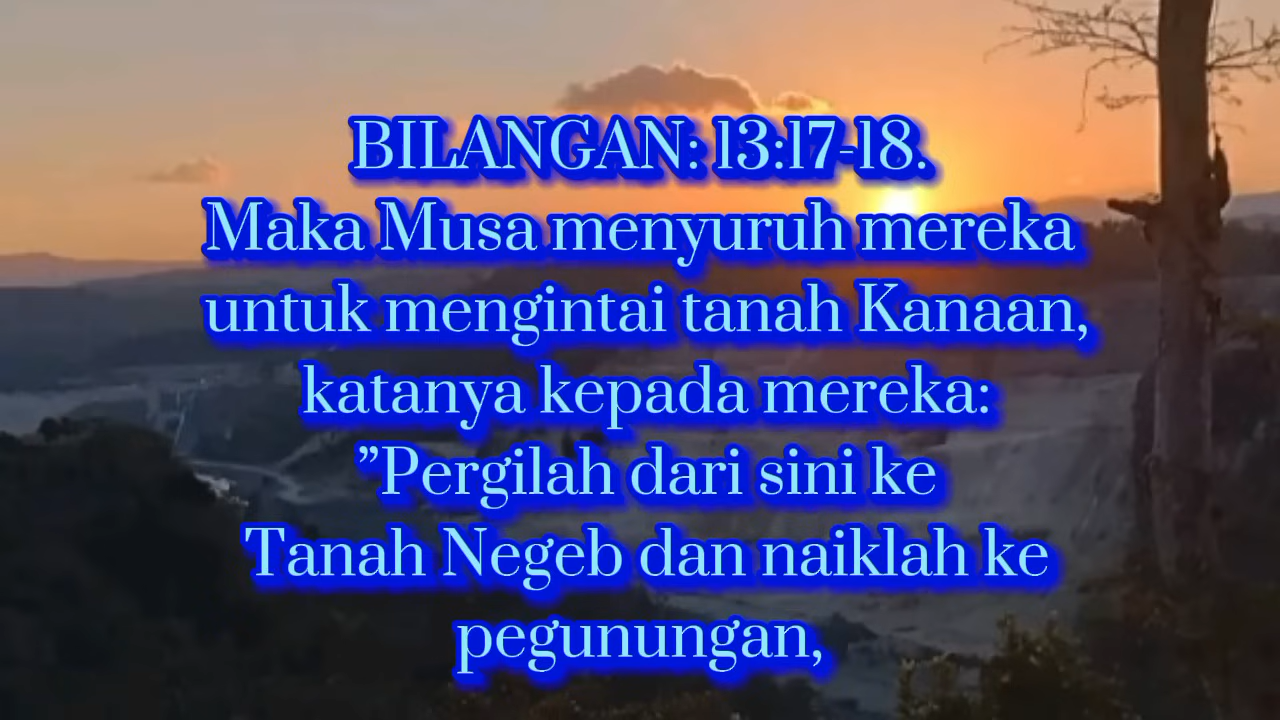 BILANGAN: 13:17-18.
Maka Musa menyuruh mereka
untuk mengintai tanah Kanaan,
katanya kepada mereka:
”Pergilah dari sini ke
Tanah Negeb dan naiklah ke
pegunungan,